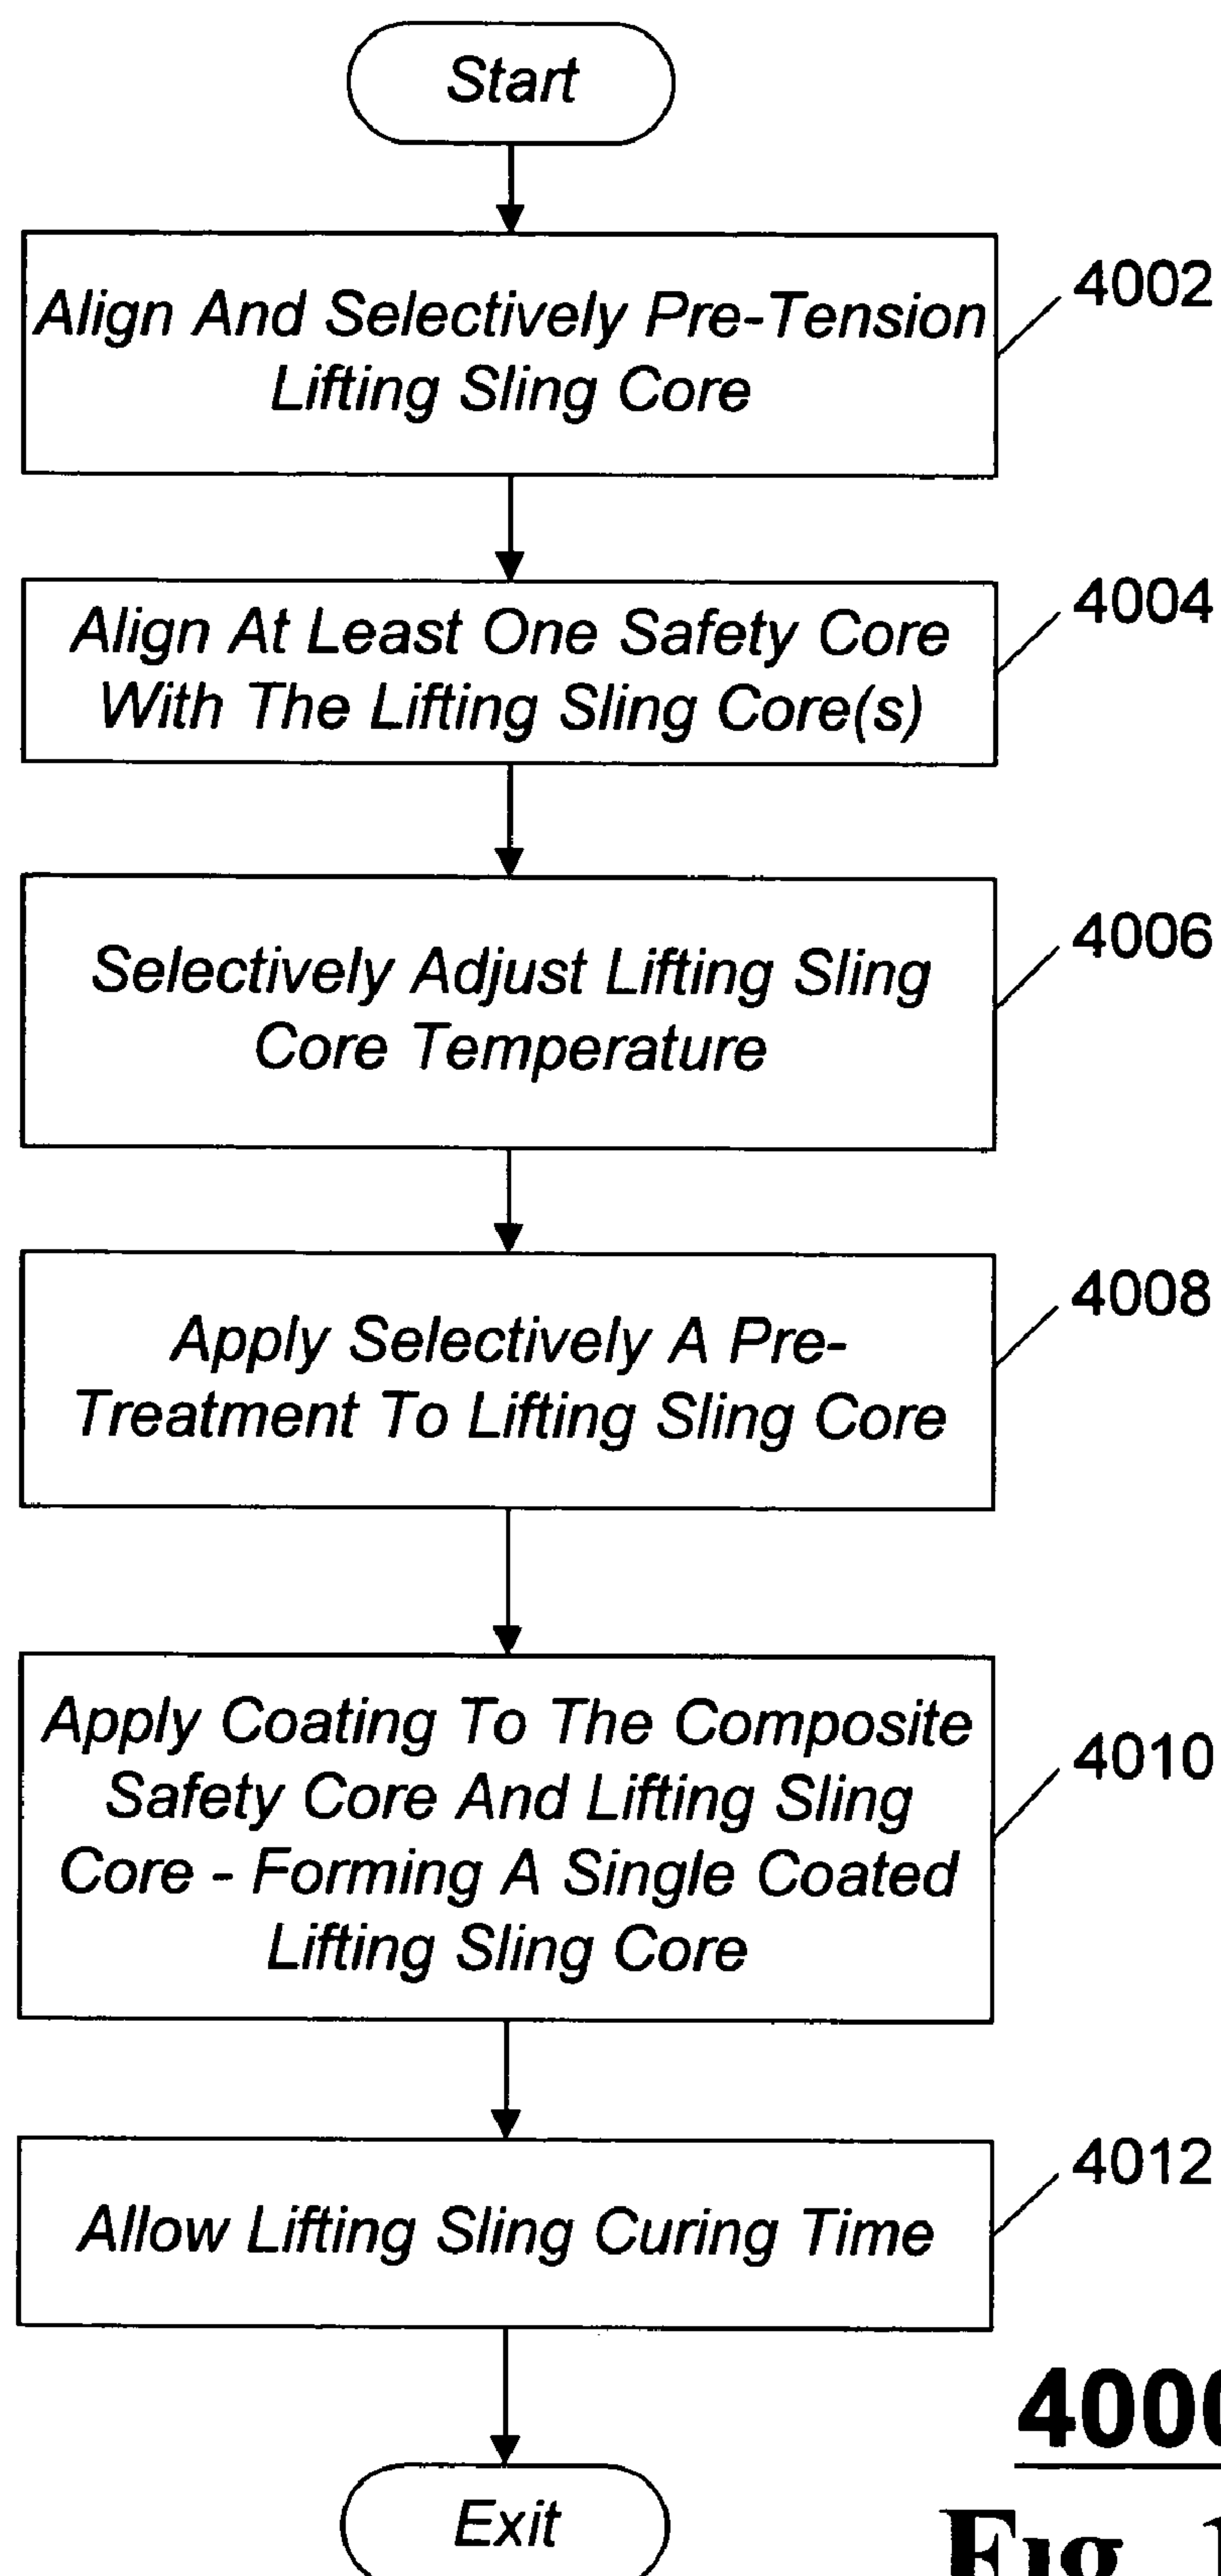 Start
Align And Selectively Pre-Tension
Lifting Sling Core
4002
Align At Least One Safety Core
With The Lifting Sling Core(s)
4004
Selectively Adjust Lifting Sling
Core Temperature
4006
Apply Selectively A Pre-
Treatment To Lifting Sling Core
4008
Apply Coating To The Composite
Safety Core And Lifting Sling
Core - Forming A Single Coated
Lifting Sling Core
4010
Allow Lifting Sling Curing Time
4012
4000
Exit
Fig.